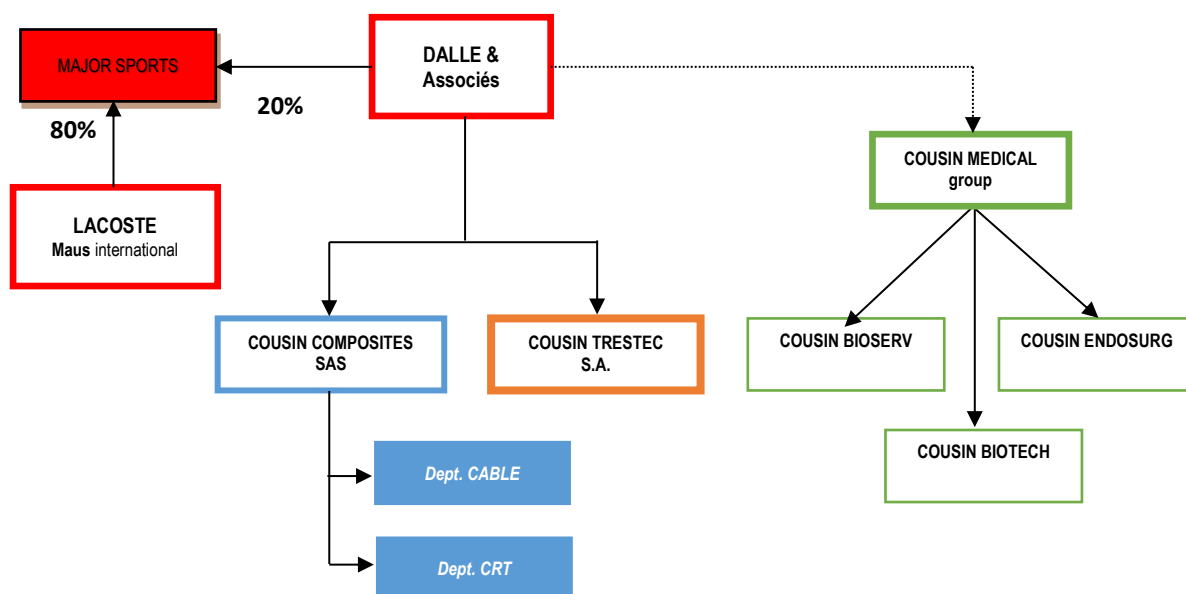 MAJOR SPORTS
DALLE &
Associés
20%
80%
LACOSTE
Maus international
COUSIN MEDICAL
group
COUSIN COMPOSITES
SAS
COUSIN TRESTEC
S.A.
COUSIN BIOSERV
COUSIN ENDOSURG
COUSIN BIOTECH
Dept. CABLE
Dept. CRT